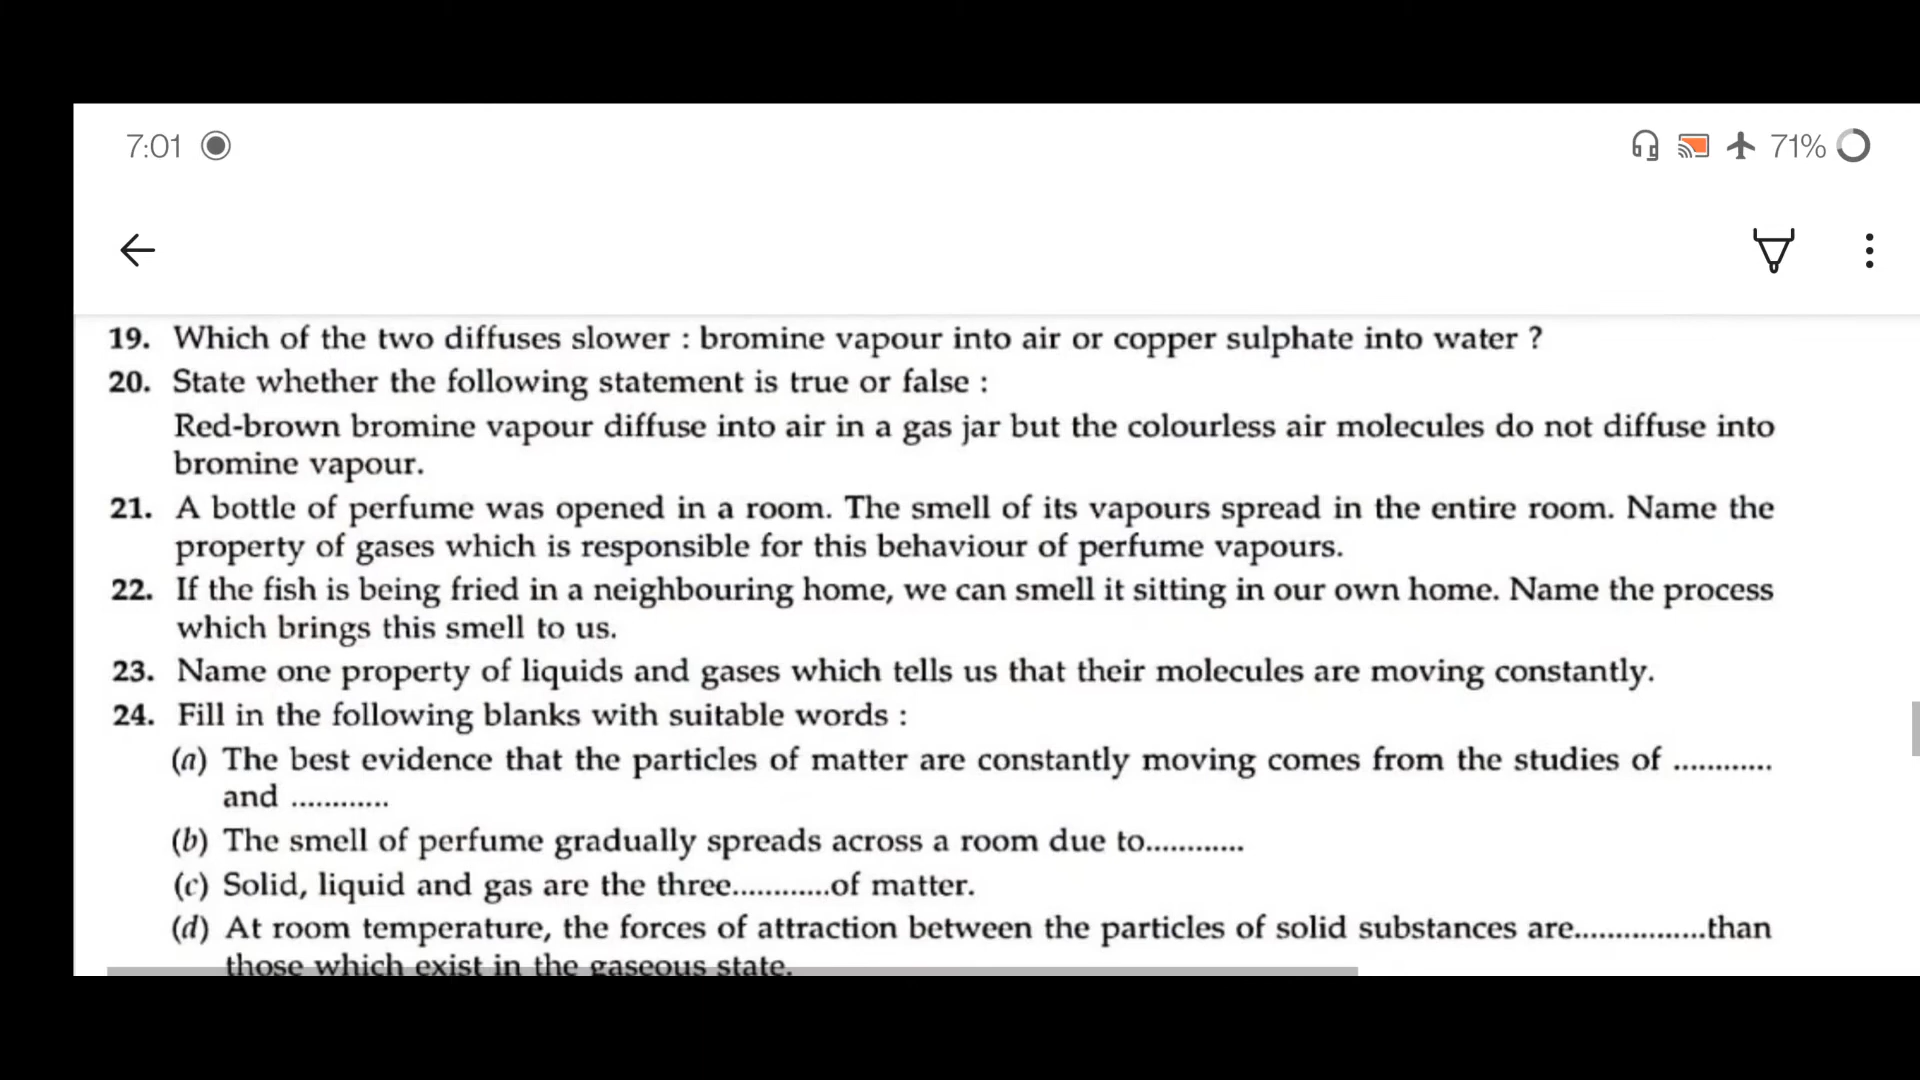 7:01
71%
19. Which of the two diffuses slower : bromine vapour into air or copper sulphate into water ?
20. State whether the following statement is true or false :
Red-brown bromine vapour diffuse into air in a gas jar but the colourless air molecules do not diffuse into
bromine vapour.
21. A bottle of perfume was opened in a room. The smell of its vapours spread in the entire room. Name the
property of gases which is responsible for this behaviour of perfume vapours.
22. If the fish is being fried in a neighbouring home, we can smell it sitting in our own home. Name the process
which brings this smell to us.
23. Name one property of liquids and gases which tells us that their molecules are moving constantly.
24. Fill in the following blanks with suitable words :
(a) The best evidence that the particles of matter are constantly moving comes from the studies of ............
and ............
(b) The smell of perfume gradually spreads across a room due to............
(c) Solid, liquid and gas are the three............of matter.
(d) At room temperature, the forces of attraction between the particles of solid substances are................than
those which exist in the gaseous state.